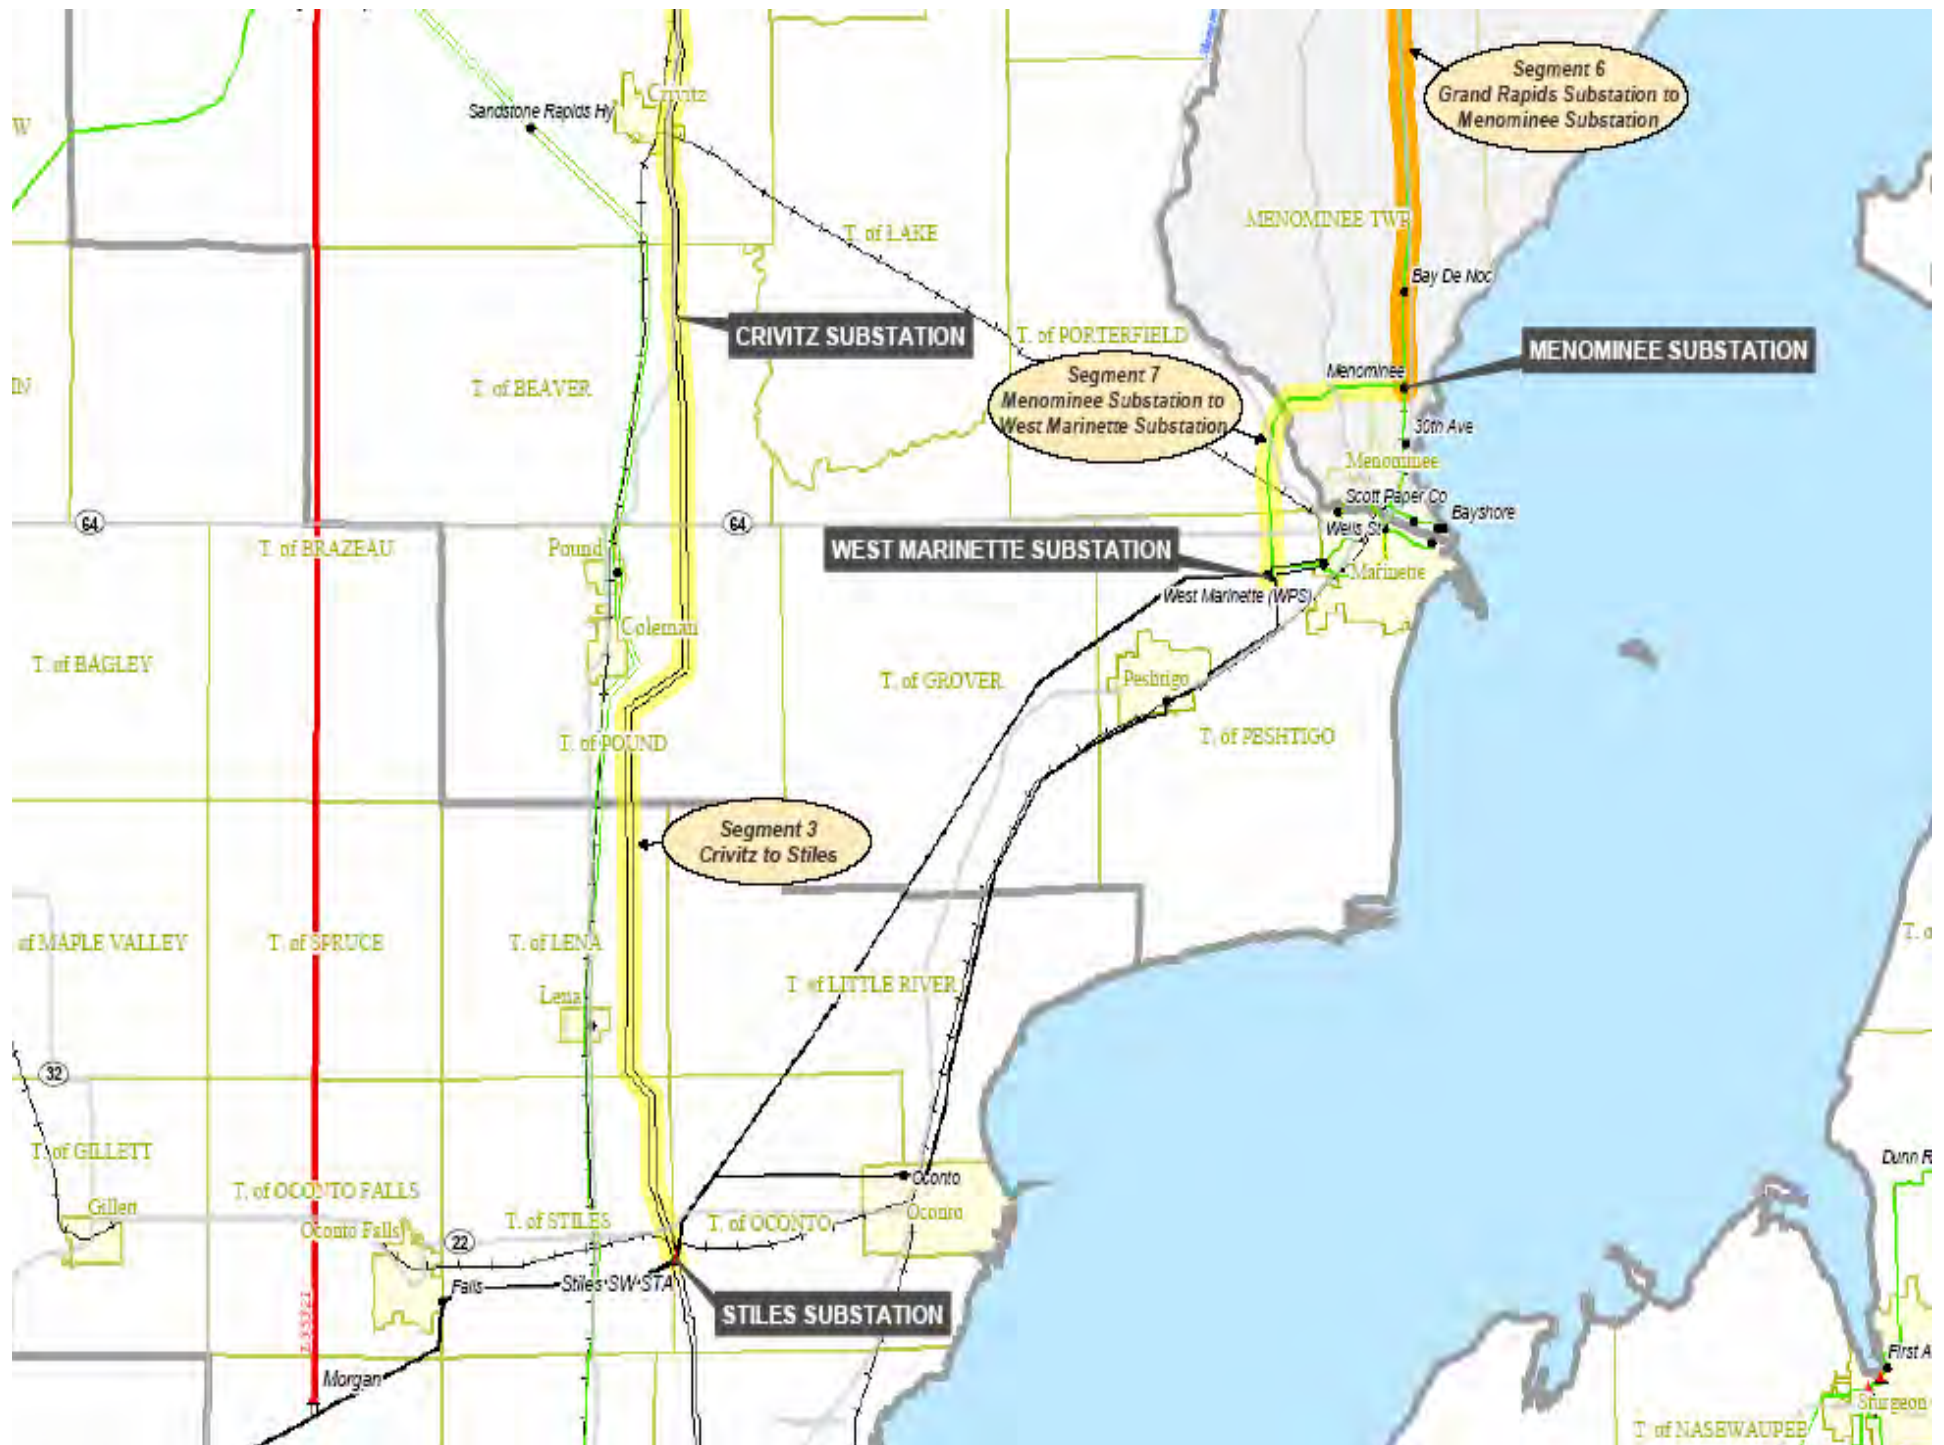 Segment 6
Grand Rapids Substation to
Menominee Substation
Crivitz
Sandstone Rapids Hy
W
T. of LAKE
MENOMINEE TWP
Bay De Noc
CRIVITZ SUBSTATION
T. of PORTERFIELD
MENOMINEE SUBSTATION
Menominee
Segment 7
Menominee Substation to
West Marinette Substation
IN
T. of BEAVER
30th Ave
Menominee
Scott Paper Co
Bayshore
64
64
Wells St
T. of BRAZEAU
Pound
WEST MARINETTE SUBSTATION
Marinette
West Marinette (WPS)
Coleman
T. of BAGLEY
T. of GROVER
Peshtigo
T. of POUND
T. of PESHTIGO
Segment 3
Crivitz to Stiles
of MAPLE VALLEY
T. of SPRUCE
T. of LENA
T. of LITTLE RIVER
Lena
32
T. of GILLETT
Dunn R
T. of OCONTO FALLS
Oconto
Gillett
Oconto Falls
T. of STILES
T. of OCONTO
Oconto
22
Falls
Stiles SW STA
STILES SUBSTATION
First A
Morgan
Sturgeon
T of NASEWAUPEE